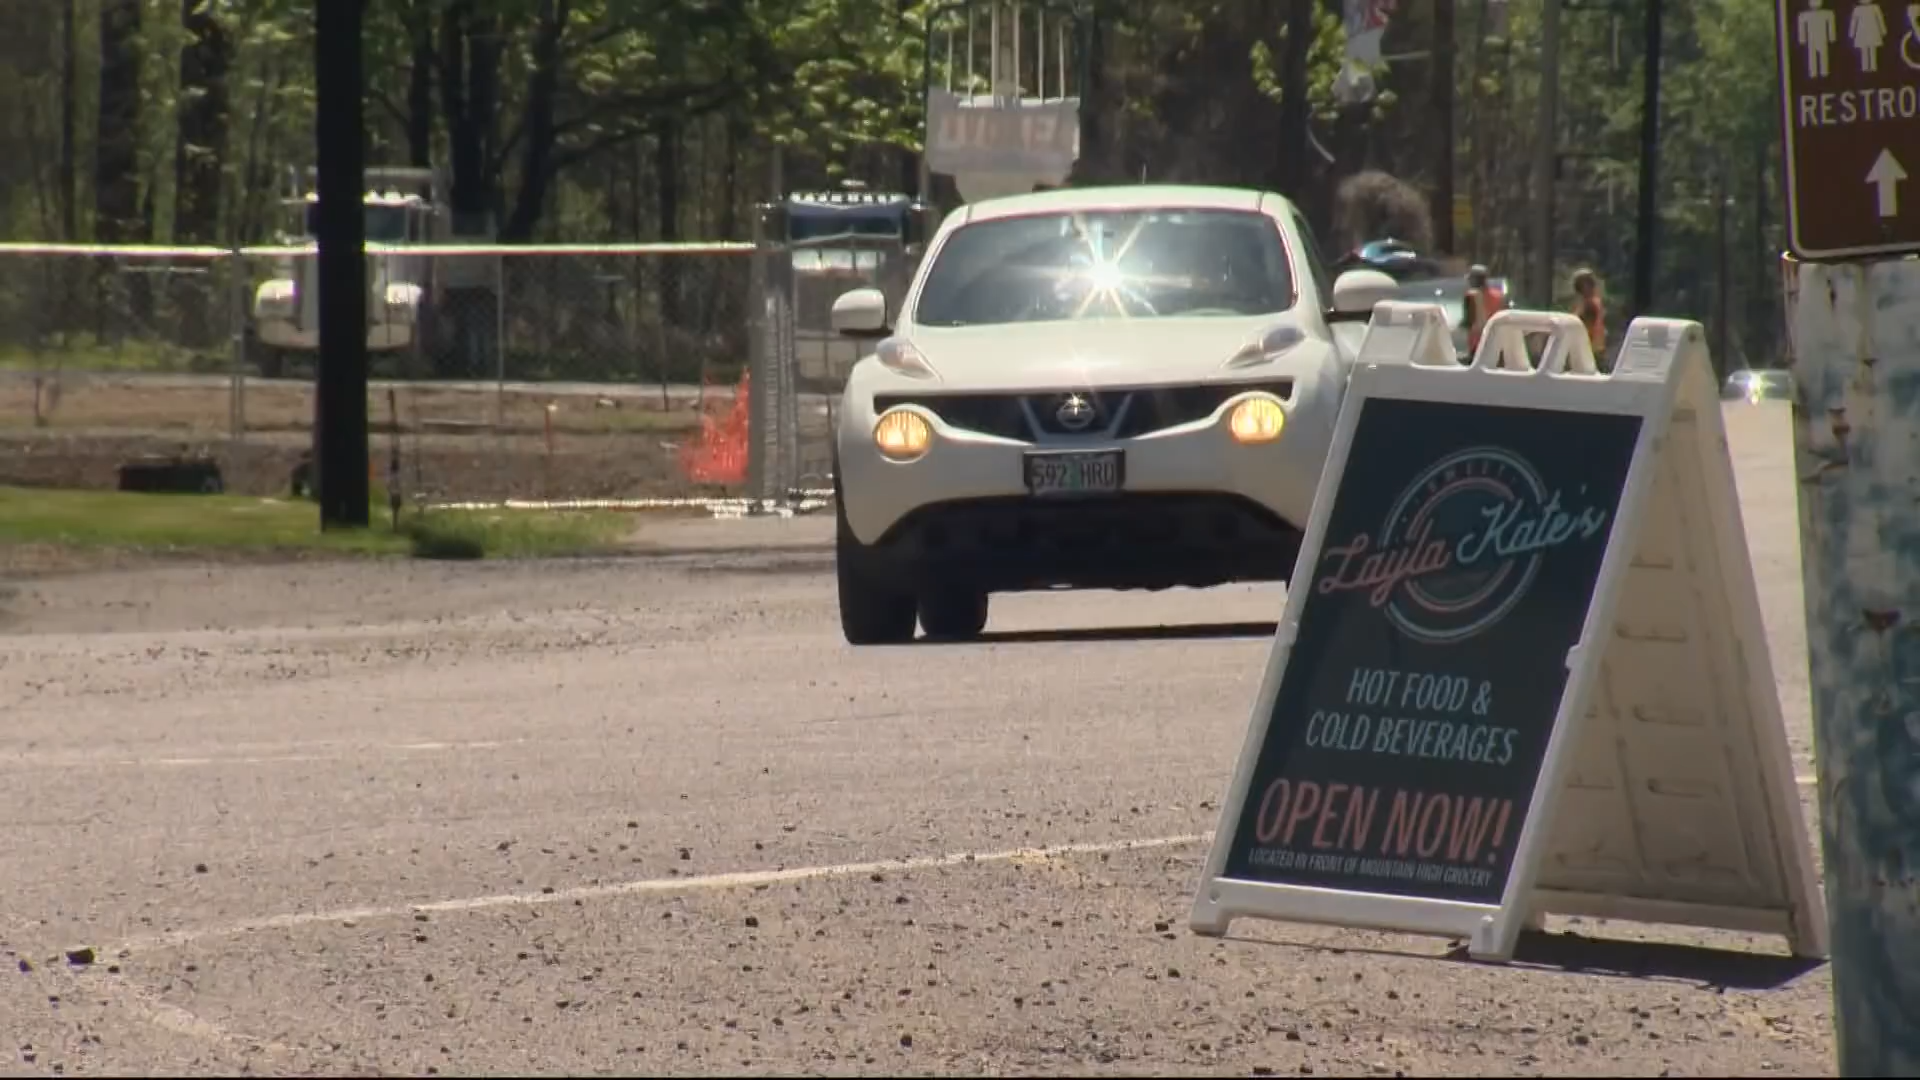 RESTRO
592 HRD
SWEET
Layla Kate's
HOT FOOD &
COLD BEVERAGES
OPEN NOW!
LOCATED IN FRONT OF MOUNTAIN HIGH GROCERY